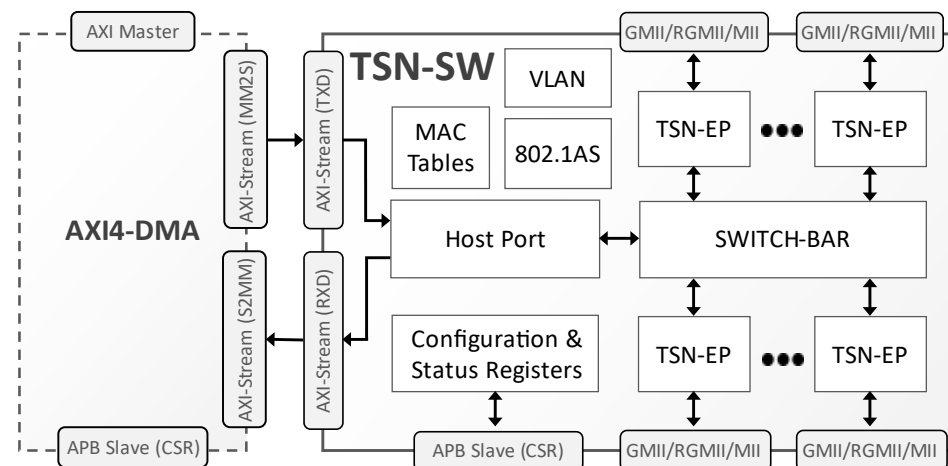 AXI Master
GMII/RGMII/MII
GMII/RGMII/MII
TSN-SW
AXI-Stream (MM2S)
AXI-Stream (TXD)
VLAN
MAC
Tables
802.1AS
TSN-EP
TSN-EP
AXI4-DMA
Host Port
SWITCH-BAR
AXI-Stream (S2MM)
AXI-Stream (RXD)
Configuration &
Status Registers
TSN-EP
TSN-EP
APB Slave (CSR)
APB Slave (CSR)
GMII/RGMII/MII
GMII/RGMII/MII